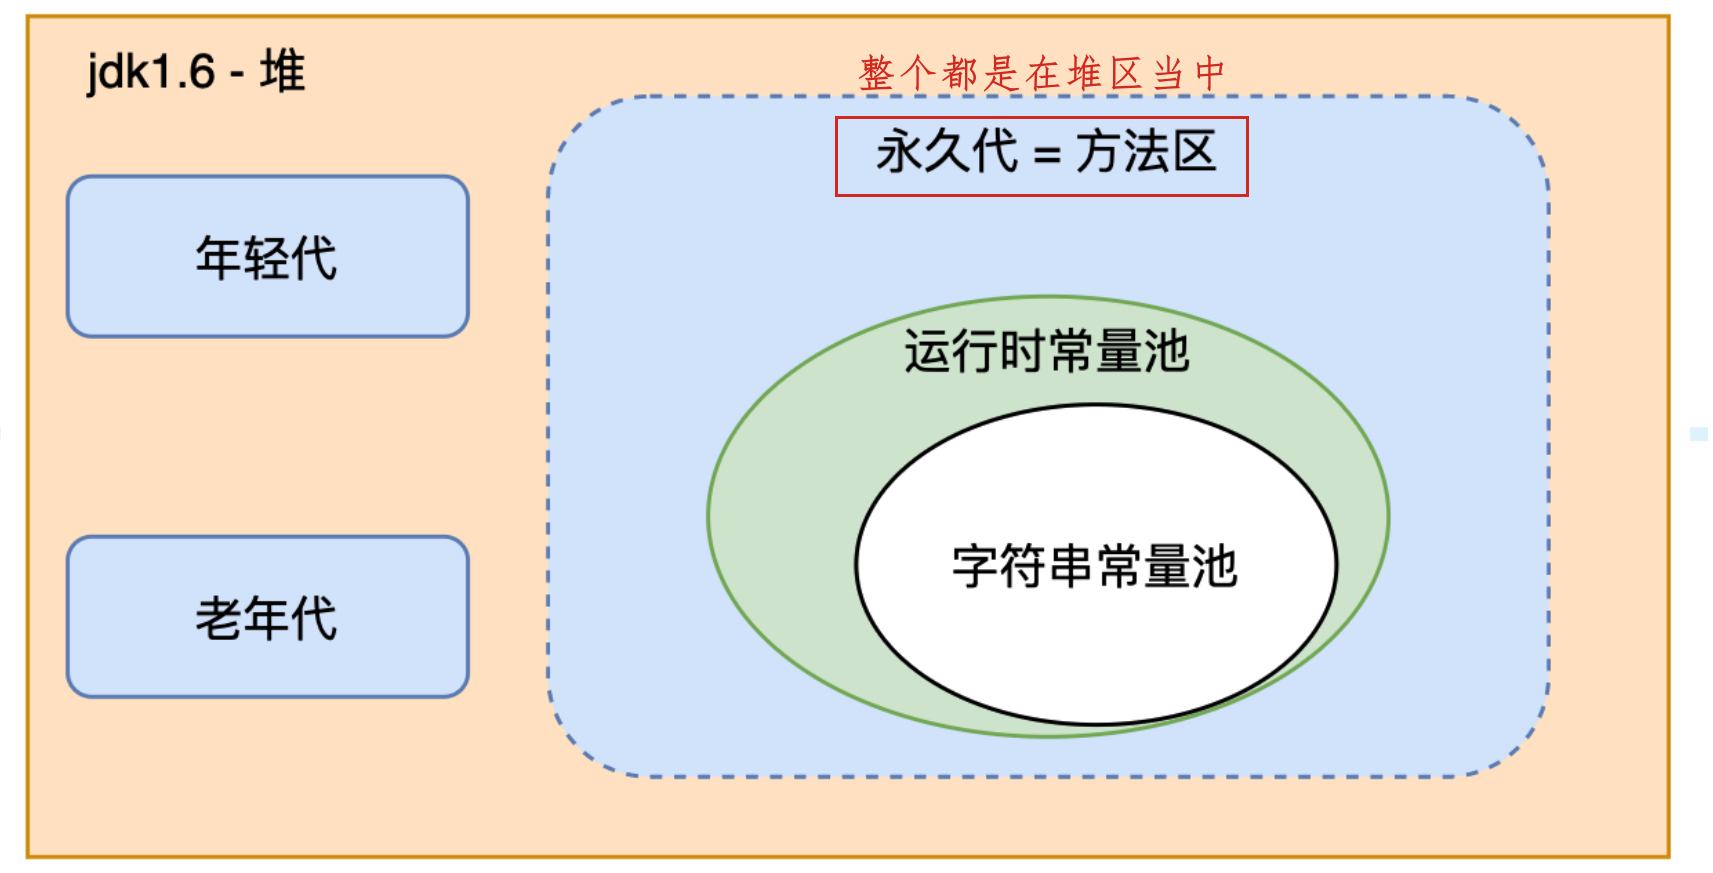 jdk1.6 - 堆
整个都是在堆区当中
永久代 = 方法区
年轻代
运行时常量池
字符串常量池
老年代